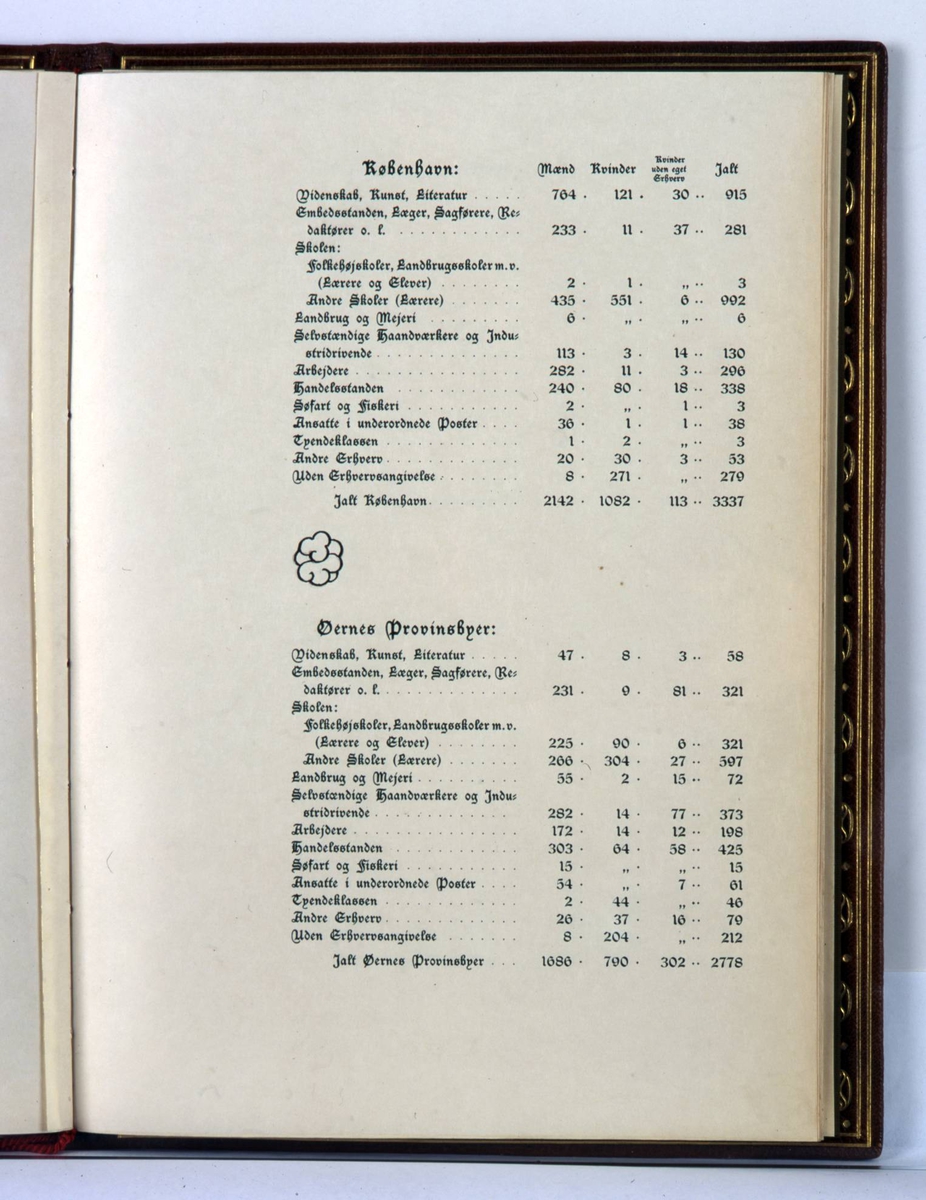 København: Mænd Kvinder Kvinder uden eget Erhverv Jalt
Videnskab, Kunst, Literatur . . . . . 764 · 121 · 30 ·· 915
Embedsstanden, Læger, Sagførere, Re=
daktører o. l. . . . . . . . . . . . . 233 · 11 · 37 ·· 281
Skolen:
Folkehøjskoler, Landbrugsskoler m. v.
(Lærere og Elever) . . . . . . . . 2 · 1 · „ ·· 3
Andre Skoler (Lærere) . . . . . . . 435 · 551 · 6 ·· 992
Landbrug og Mejeri . . . . . . . . . 6 · „ · „ ·· 6
Selvstændige Haandværkere og Indu=
stridrivende . . . . . . . . . . . . . . 113 · 3 · 14 ·· 130
Arbejdere . . . . . . . . . . . . . . . . 282 · 11 · 3 ·· 296
Handelsstanden . . . . . . . . . . . . 240 · 80 · 18 ·· 338
Søfart og Fiskeri . . . . . . . . . . . 2 · „ · 1 ·· 3
Ansatte i underordnede Poster . . . . 36 · 1 · 1 ·· 38
Tyendeklassen . . . . . . . . . . . . . 1 · 2 · „ ·· 3
Andre Erhverv . . . . . . . . . . . . . 20 · 30 · 3 ·· 53
Uden Erhvervsangivelse . . . . . . . . 8 · 271 · „ ·· 279
Jalt København . . . . . . . . 2142 · 1082 · 113 ·· 3337
Øernes Provinsbyer:
Videnskab, Kunst, Literatur . . . . . 47 · 8 · 3 ·· 58
Embedsstanden, Læger, Sagførere, Re=
daktører o. l. . . . . . . . . . . . . . 231 · 9 · 81 ·· 321
Skolen:
Folkehøjskoler, Landbrugsskoler m. v.
(Lærere og Elever) . . . . . . . . 225 · 90 · 6 ·· 321
Andre Skoler (Lærere) . . . . . . . 266 · 304 · 27 ·· 597
Landbrug og Mejeri . . . . . . . . . . 55 · 2 · 15 ·· 72
Selvstændige Haandværkere og Indu=
stridrivende . . . . . . . . . . . . . . 282 · 14 · 77 ·· 373
Arbejdere . . . . . . . . . . . . . . . . 172 · 14 · 12 ·· 198
Handelsstanden . . . . . . . . . . . . 303 · 64 · 58 ·· 425
Søfart og Fiskeri . . . . . . . . . . . 15 · „ · „ ·· 15
Ansatte i underordnede Poster . . . . 54 · „ · 7 ·· 61
Tyendeklassen . . . . . . . . . . . . . 2 · 44 · „ ·· 46
Andre Erhverv . . . . . . . . . . . . . 26 · 37 · 16 ·· 79
Uden Erhvervsangivelse . . . . . . . 8 · 204 · „ ·· 212
Jalt Øernes Provinsbyer . . . 1686 · 790 · 302 ·· 2778